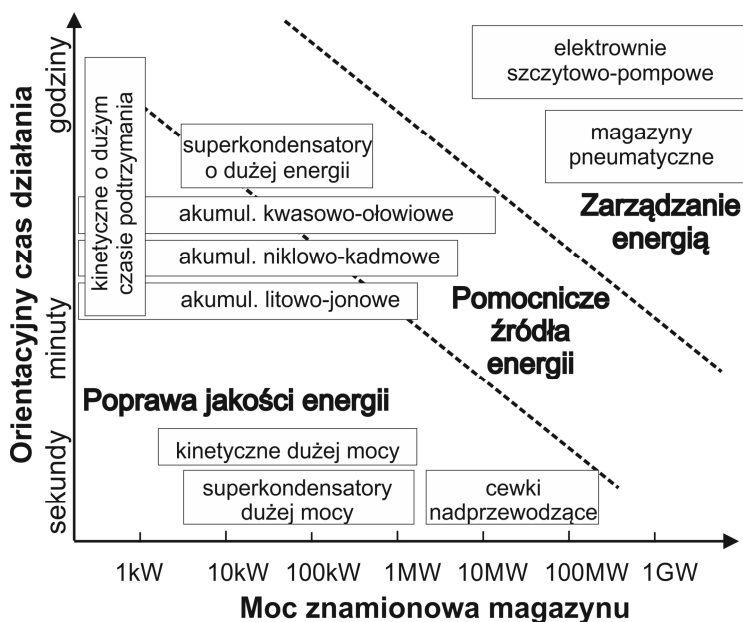 Orientacyjny czas działania
godziny
minuty
sekundy
kinetyczne o dużym
czasie podtrzymania
elektrownie
szczytowo-pompowe
magazyny
pneumatyczne
superkondensatory
o dużej energii
akumul. kwasowo-ołowiowe
akumul. niklowo-kadmowe
akumul. litowo-jonowe
Zarządzanie
energią
Pomocnicze
źródła
energii
Poprawa jakości energii
kinetyczne dużej mocy
superkondensatory
dużej mocy
cewki
nadprzewodzące
1kW 10kW 100kW 1MW 10MW 100MW 1GW
Moc znamionowa magazynu